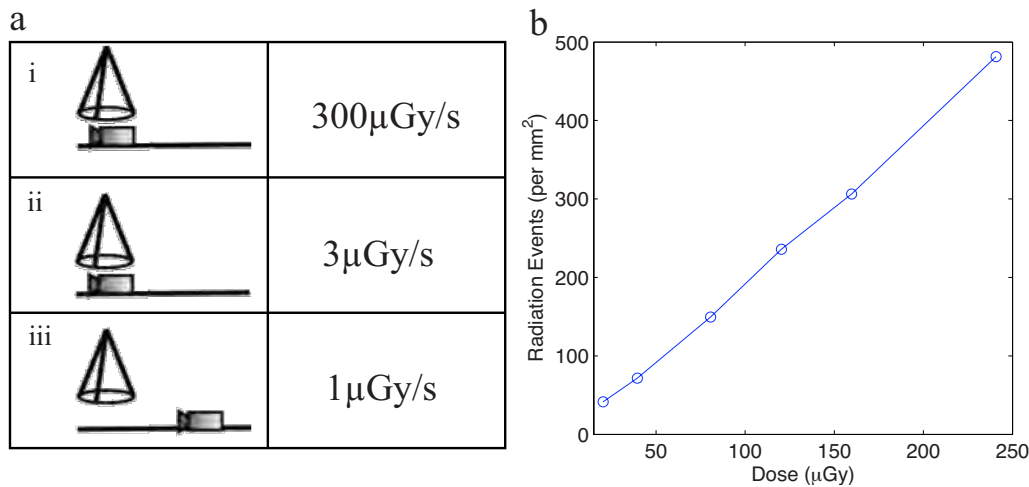 a
i
300µGy/s
ii
3µGy/s
iii
1µGy/s
b
500
400
300
200
100
0
Radiation Events (per mm²)
50 100 150 200 250
Dose (µGy)